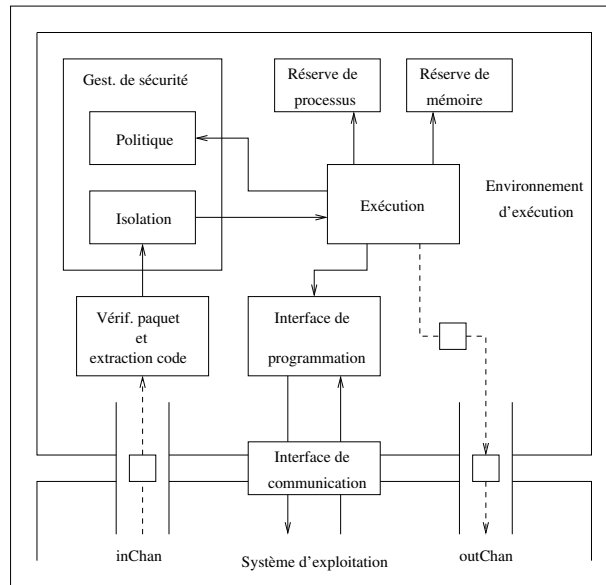 Gest. de sécurité
Réserve de
processus
Réserve de
mémoire
Politique
Isolation
Exécution
Environnement
d'exécution
Vérif. paquet
et
extraction code
Interface de
programmation
Interface de
communication
inChan
Système d'exploitation
outChan